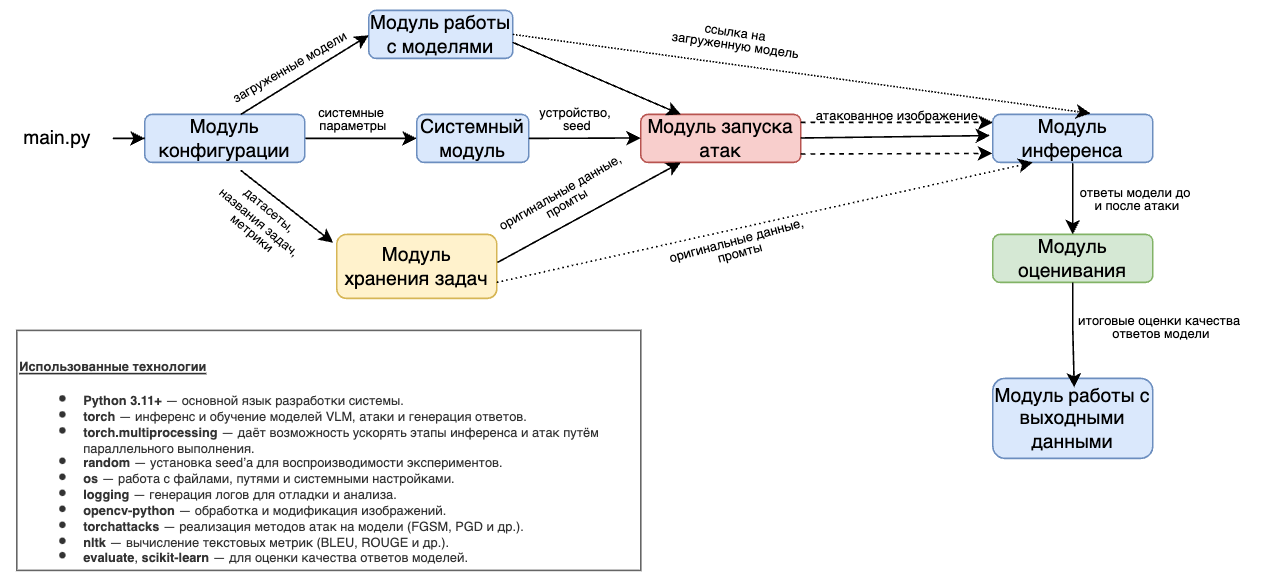 Модуль работы
с моделями
ссылка на
загруженную модель
загруженные модели
main.py
Модуль
конфигурации
системные
параметры
Системный
модуль
устройство,
seed
Модуль запуска
атак
атакованное изображение
Модуль
инференса
датасеты,
названия задач,
метрики
оригинальные данные,
промты
ответы модели до
и после атаки
Модуль
хранения задач
оригинальные данные,
промты
Модуль
оценивания
итоговые оценки качества
ответов модели
Модуль работы с
выходными
данными
Использованные технологии
Python 3.11+ — основной язык разработки системы.
torch — инференс и обучение моделей VLM, атаки и генерация ответов.
torch.multiprocessing — даёт возможность ускорять этапы инференса и атак путём
параллельного выполнения.
random — установка seed’а для воспроизводимости экспериментов.
os — работа с файлами, путями и системными настройками.
logging — генерация логов для отладки и анализа.
opencv-python — обработка и модификация изображений.
torchattacks — реализация методов атак на модели (FGSM, PGD и др.).
nltk — вычисление текстовых метрик (BLEU, ROUGE и др.).
evaluate, scikit-learn — для оценки качества ответов моделей.